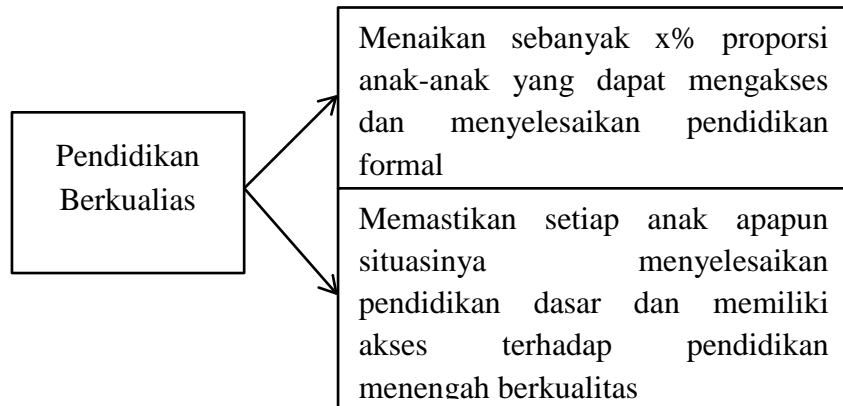 Pendidikan
Berkualias
Menaikan sebanyak x% proporsi
anak-anak yang dapat mengakses
dan menyelesaikan pendidikan
formal
Memastikan setiap anak apapun
situasinya menyelesaikan
pendidikan dasar dan memiliki
akses terhadap pendidikan
menengah berkualitas